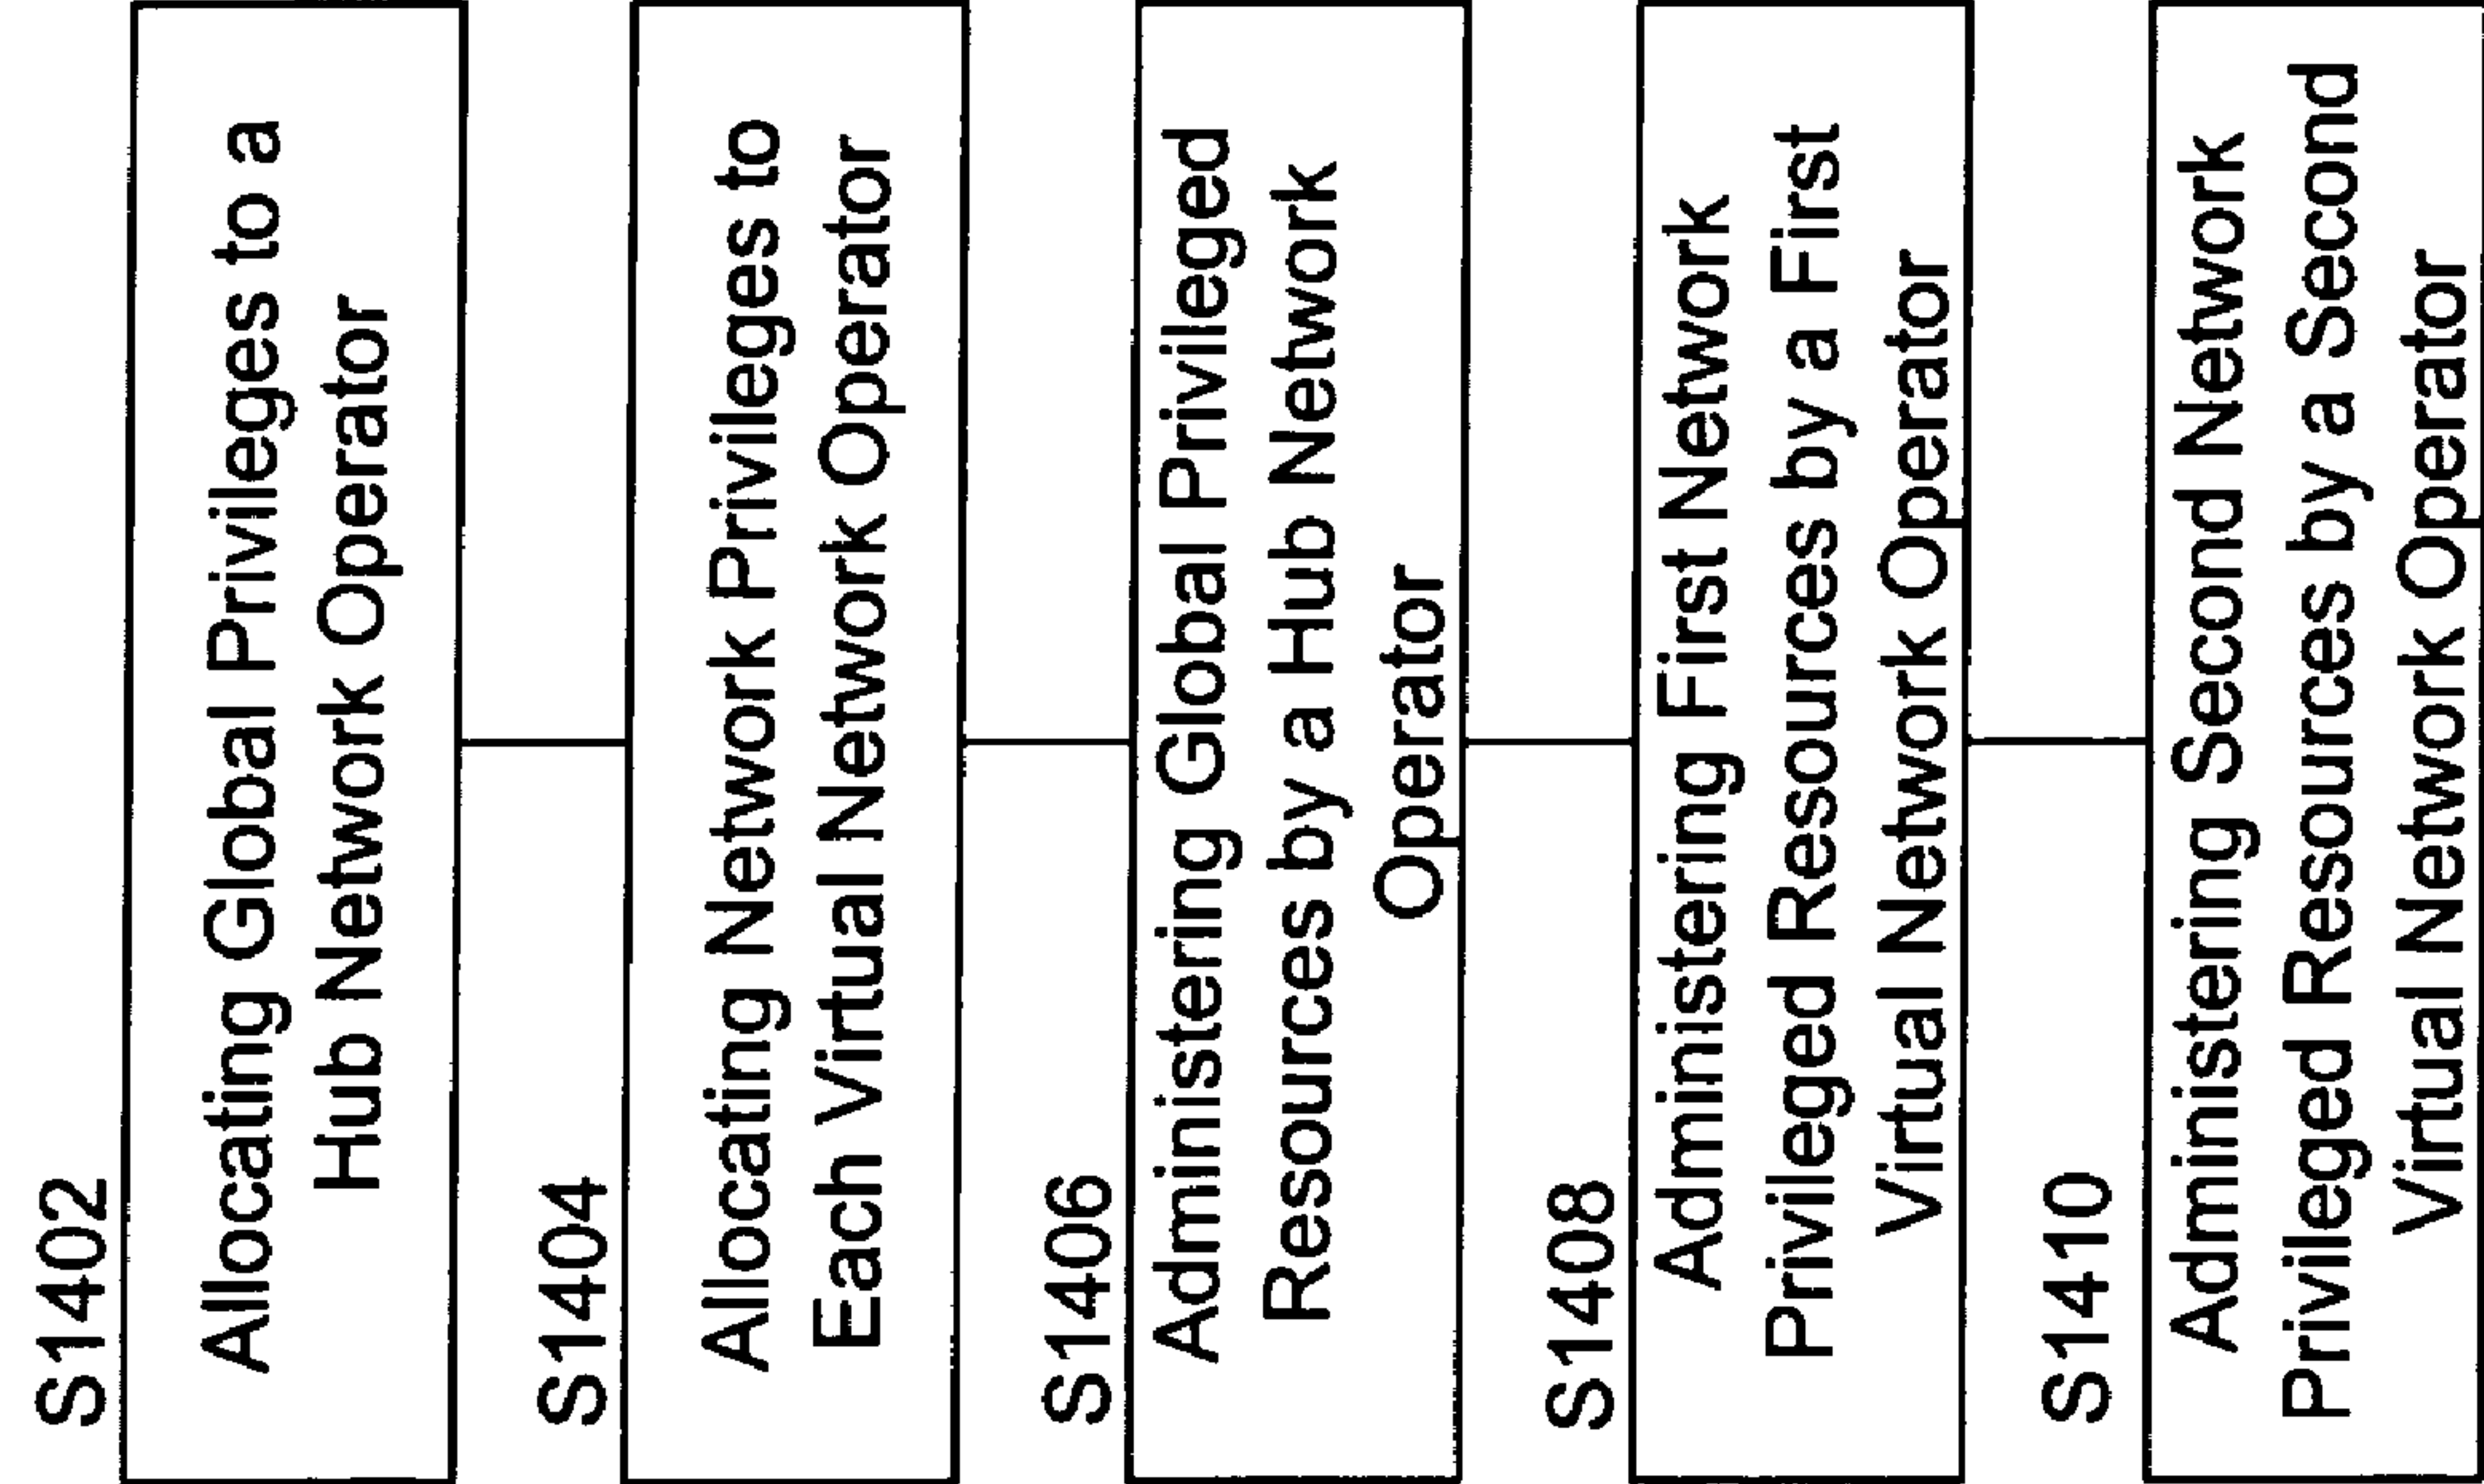 S1402
Allocating Global Privileges to a
Hub Network Operator
S1404
Allocating Network Privileges to
Each Virtual Network Operator
S1406
Administering Global Privileged
Resources by a Hub Network
Operator
S1408
Administering First Network
Privileged Resources by a First
Virtual Network Operator
S1410
Administering Second Network
Privileged Resources by a Second
Virtual Network Operator